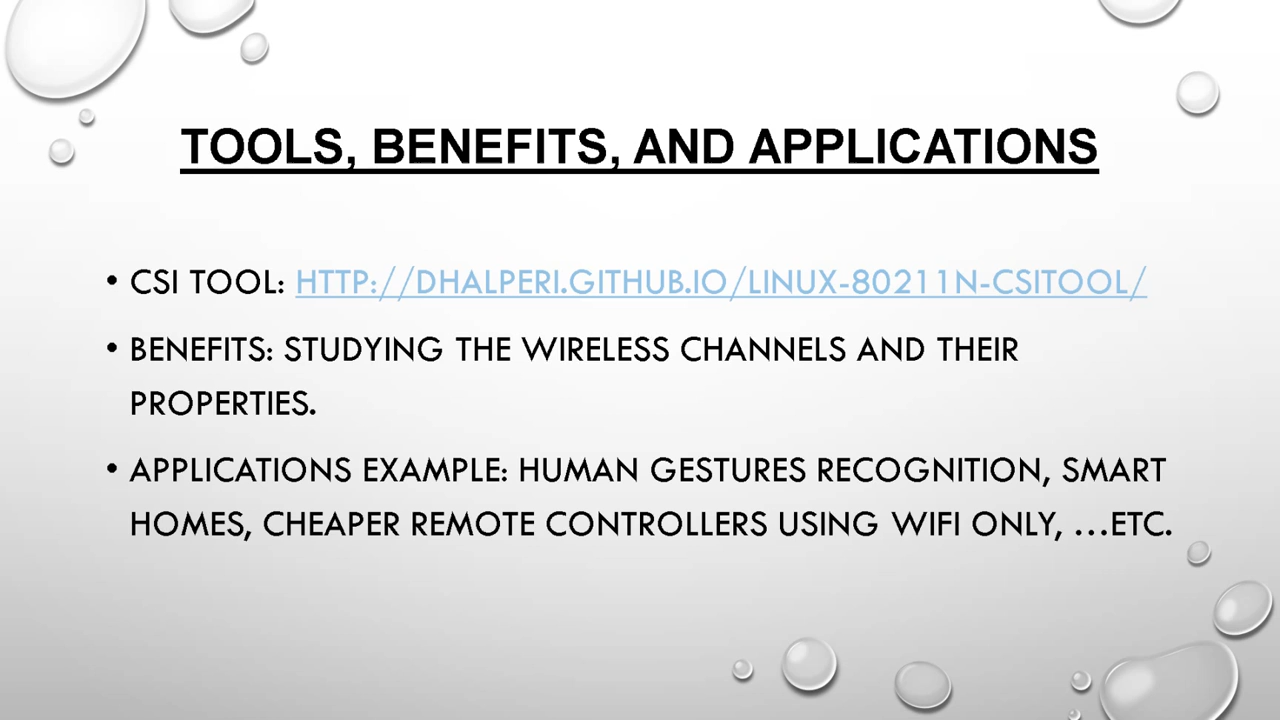 TOOLS, BENEFITS, AND APPLICATIONS
• CSI TOOL: HTTP://DHALPERI.GITHUB.IO/LINUX-80211N-CSITOOL/
• BENEFITS: STUDYING THE WIRELESS CHANNELS AND THEIR
PROPERTIES.
• APPLICATIONS EXAMPLE: HUMAN GESTURES RECOGNITION, SMART
HOMES, CHEAPER REMOTE CONTROLLERS USING WIFI ONLY, …ETC.